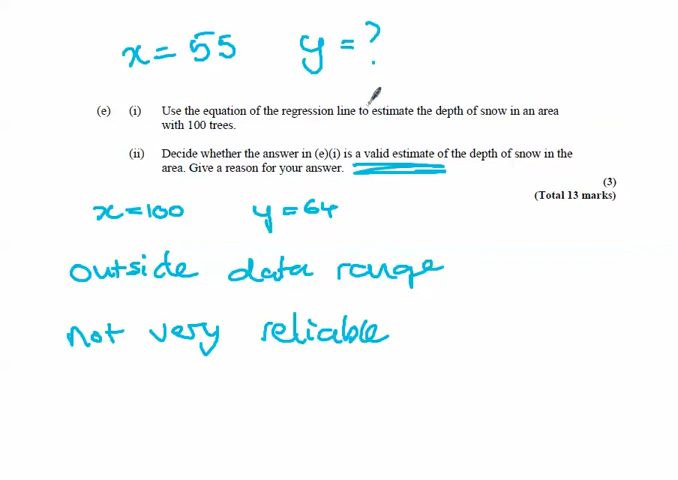 x = 55 y = ?
(e) (i) Use the equation of the regression line to estimate the depth of snow in an area
with 100 trees.
(ii) Decide whether the answer in (e)(i) is a valid estimate of the depth of snow in the
area. Give a reason for your answer.
(3)
(Total 13 marks)
x = 100 y = 64
outside data range
not very reliable